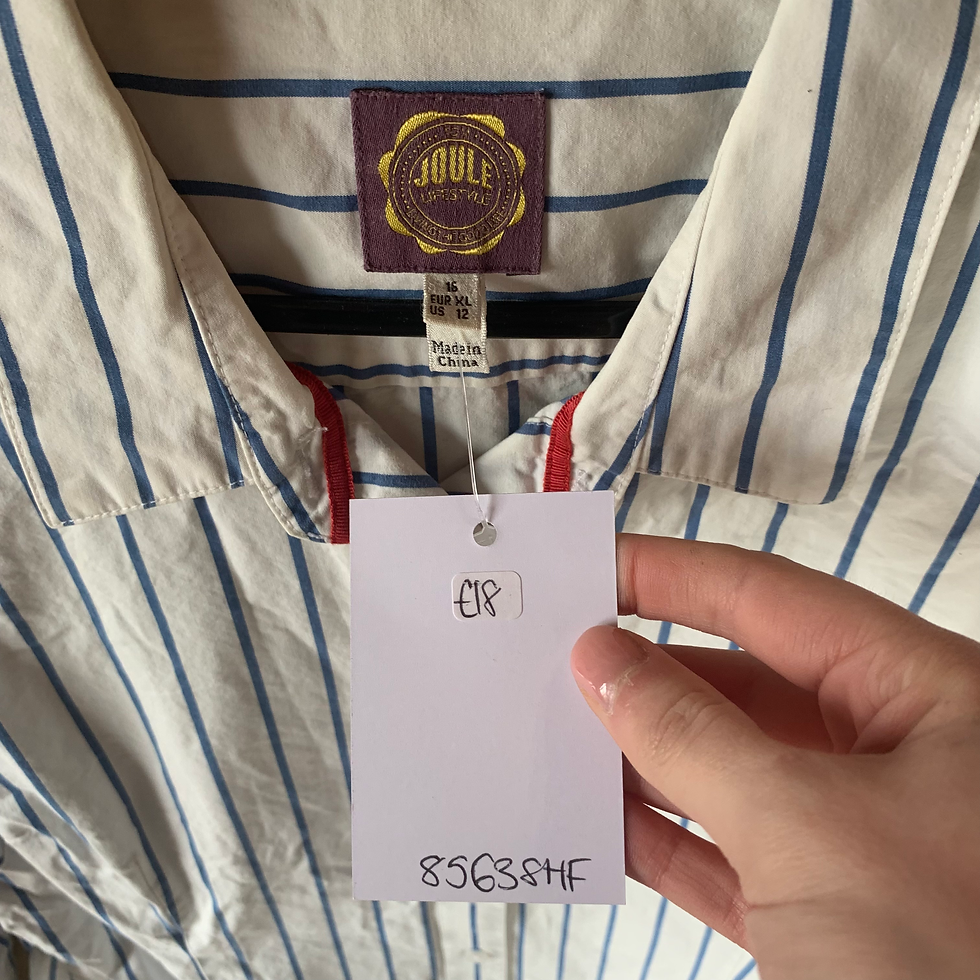 JOULE
LIFESTYLE
16
EUR XL
US 12
Made in
China
£18
85638HF